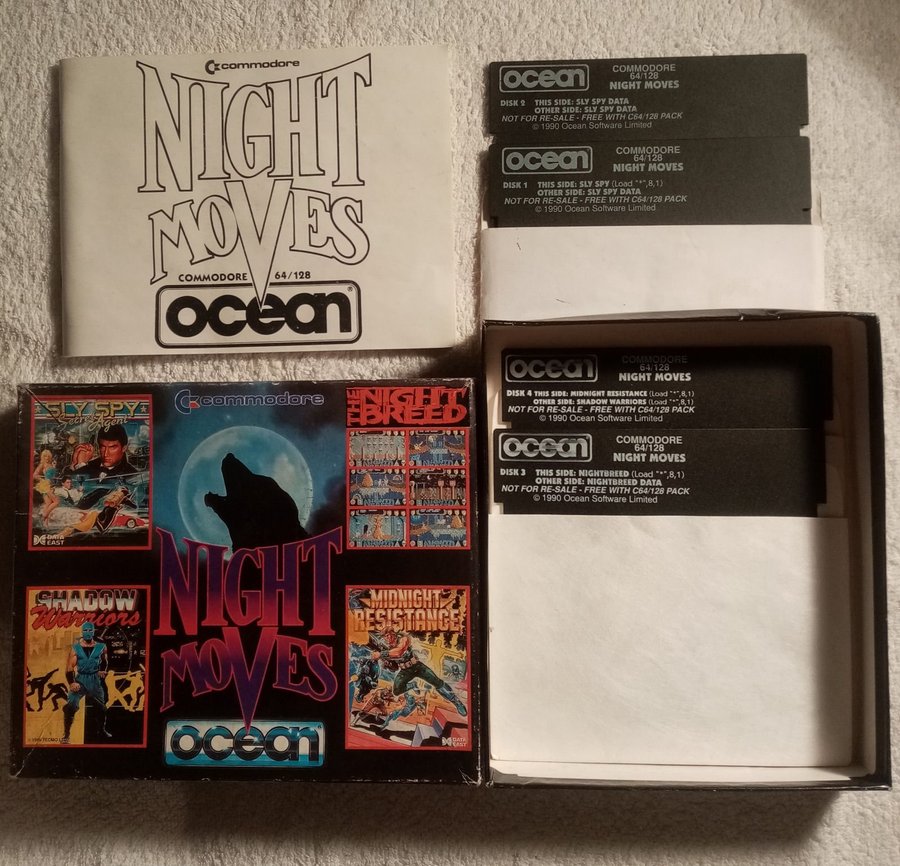 commodore
NIGHT
MOVES
COMMODORE 64/128
ocean®
ocean
COMMODORE
64/128
NIGHT MOVES
DISK 2 THIS SIDE: SLY SPY DATA
OTHER SIDE: SLY SPY DATA
NOT FOR RE-SALE - FREE WITH C64/128 PACK
© 1990 Ocean Software Limited
ocean
COMMODORE
64/128
NIGHT MOVES
DISK 1 THIS SIDE: SLY SPY (Load "*",8,1)
OTHER SIDE: SLY SPY DATA
NOT FOR RE-SALE - FREE WITH C64/128 PACK
© 1990 Ocean Software Limited
ocean
COMMODORE
64/128
NIGHT MOVES
DISK 4 THIS SIDE: MIDNIGHT RESISTANCE (Load "*",8,1)
OTHER SIDE: SHADOW WARRIORS (Load "*",8,1)
NOT FOR RE-SALE - FREE WITH C64/128 PACK
© 1990 Ocean Software Limited
ocean
COMMODORE
64/128
NIGHT MOVES
DISK 3 THIS SIDE: NIGHTBREED (Load "*",8,1)
OTHER SIDE: NIGHTBREED DATA
NOT FOR RE-SALE - FREE WITH C64/128 PACK
© 1990 Ocean Software Limited
SLY SPY
Secret Agent
DATA
EAST
commodore
THE NIGHT
BREED
NIGHT
MOVES
ocean
SHADOW
Warriors
MIDNIGHT
RESISTANCE
DATA
EAST